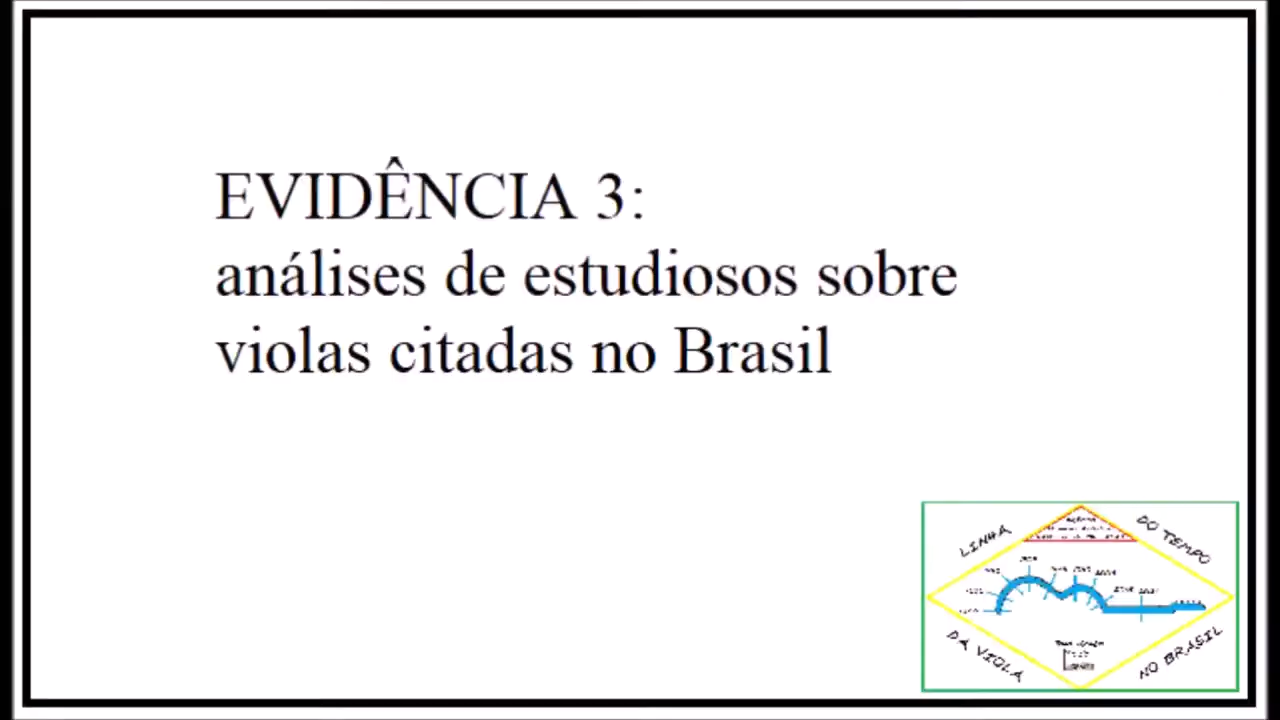 EVIDÊNCIA 3:
análises de estudiosos sobre
violas citadas no Brasil
LINHA
DO TEMPO
DA VIOLA
NO BRASIL